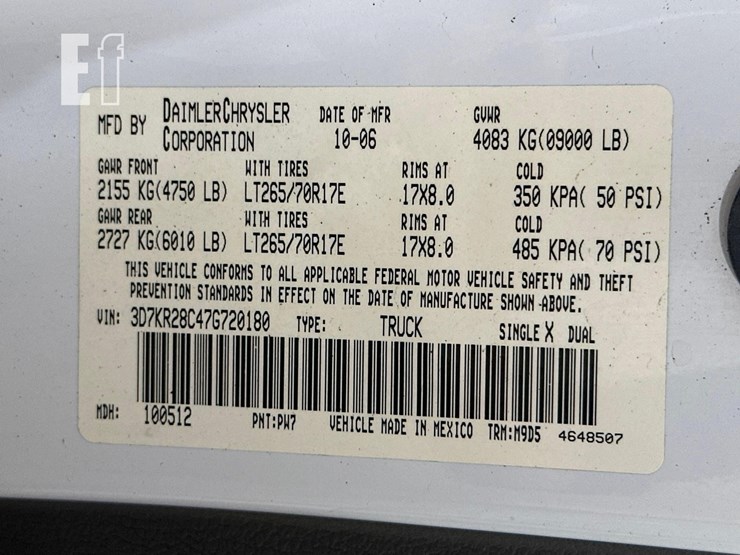 Ef
MFD BY DAIMLERCHRYSLER CORPORATION DATE OF MFR 10-06 GVWR 4083 KG(09000 LB)
GAWR FRONT WITH TIRES RIMS AT COLD
2155 KG(4750 LB) LT265/70R17E 17X8.0 350 KPA( 50 PSI)
GAWR REAR WITH TIRES RIMS AT COLD
2727 KG(6010 LB) LT265/70R17E 17X8.0 485 KPA( 70 PSI)
THIS VEHICLE CONFORMS TO ALL APPLICABLE FEDERAL MOTOR VEHICLE SAFETY AND THEFT
PREVENTION STANDARDS IN EFFECT ON THE DATE OF MANUFACTURE SHOWN ABOVE.
VIN: 3D7KR28C47G720180 TYPE: TRUCK SINGLE X DUAL
MDH: 100512 PNT:PW7 VEHICLE MADE IN MEXICO TRM:M9D5 4648507